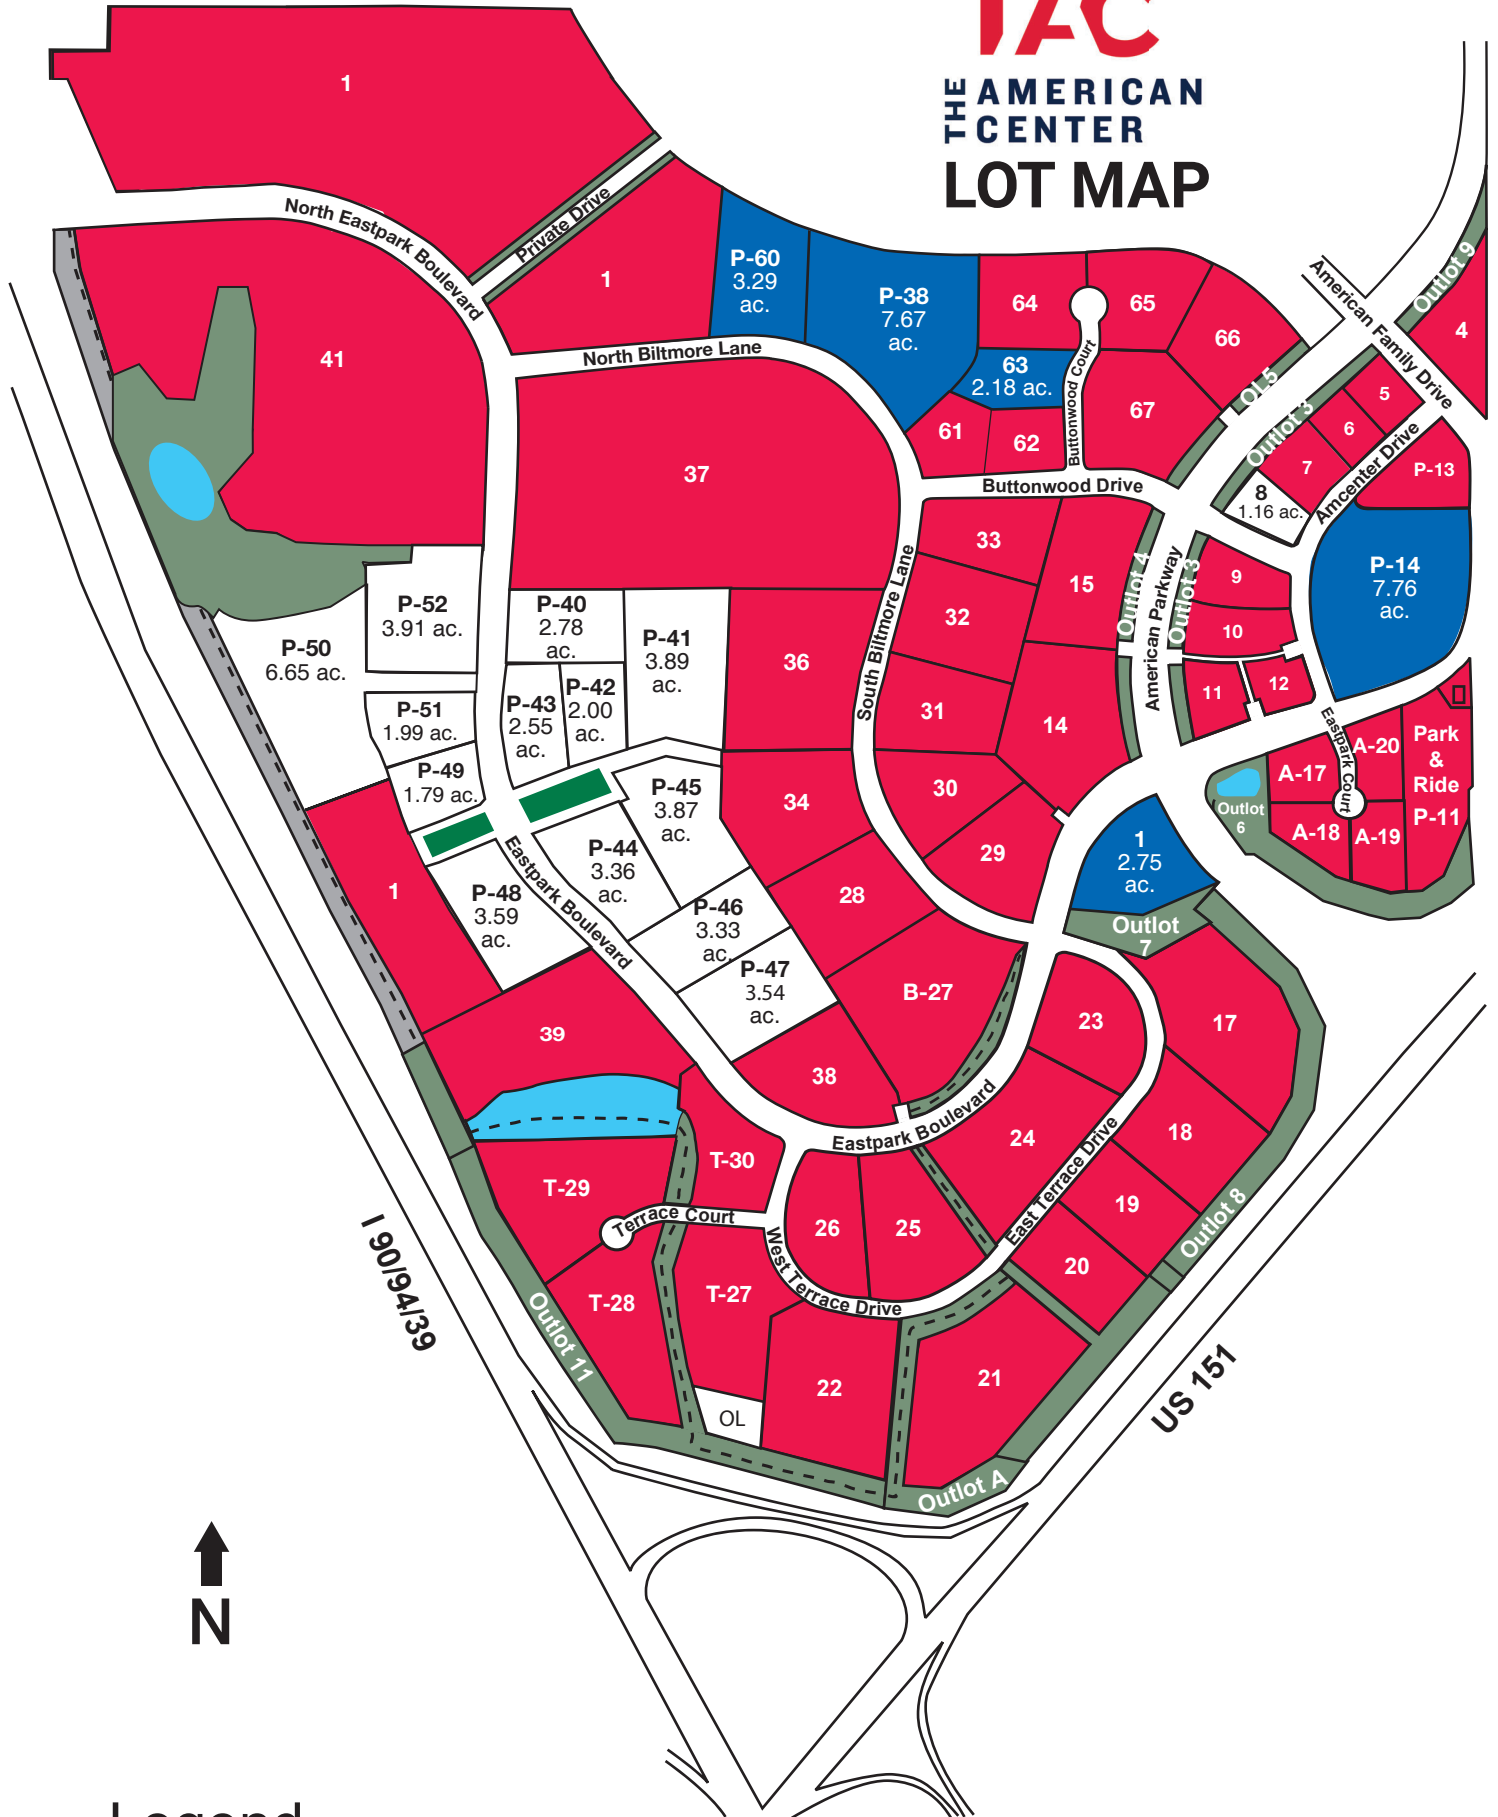 TAC
THE AMERICAN
CENTER
LOT MAP
1
North Eastpark Boulevard
Private Drive
1
P-60
3.29
ac.
P-38
7.67
ac.
64
65
66
63
2.18 ac.
Buttonwood Court
67
61
62
OL5
Outlot 9
American Family Drive
4
5
6
7
Outlot 3
8
1.16 ac.
Amcenter Drive
P-13
41
North Biltmore Lane
37
Buttonwood Drive
33
32
31
30
29
15
14
South Biltmore Lane
Outlot 4
American Parkway
Outlot 3
9
10
11
12
P-14
7.76
ac.
Eastpark Court
A-20
A-17
A-18
A-19
Park
&
Ride
P-11
Outlot
6
P-52
3.91 ac.
P-50
6.65 ac.
P-51
1.99 ac.
P-49
1.79 ac.
P-40
2.78
ac.
P-41
3.89
ac.
P-43
2.55
ac.
P-42
2.00
ac.
36
34
P-45
3.87
ac.
P-44
3.36
ac.
P-46
3.33
ac.
P-47
3.54
ac.
P-48
3.59
ac.
Eastpark Boulevard
1
28
B-27
1
2.75
ac.
Outlot
7
39
38
23
17
24
18
19
20
Eastpark Boulevard
East Terrace Drive
Outlot 8
T-30
T-29
Terrace Court
26
25
West Terrace Drive
T-28
T-27
22
21
OL
Outlot 11
Outlot A
I 90/94/39
US 151
N
Legend